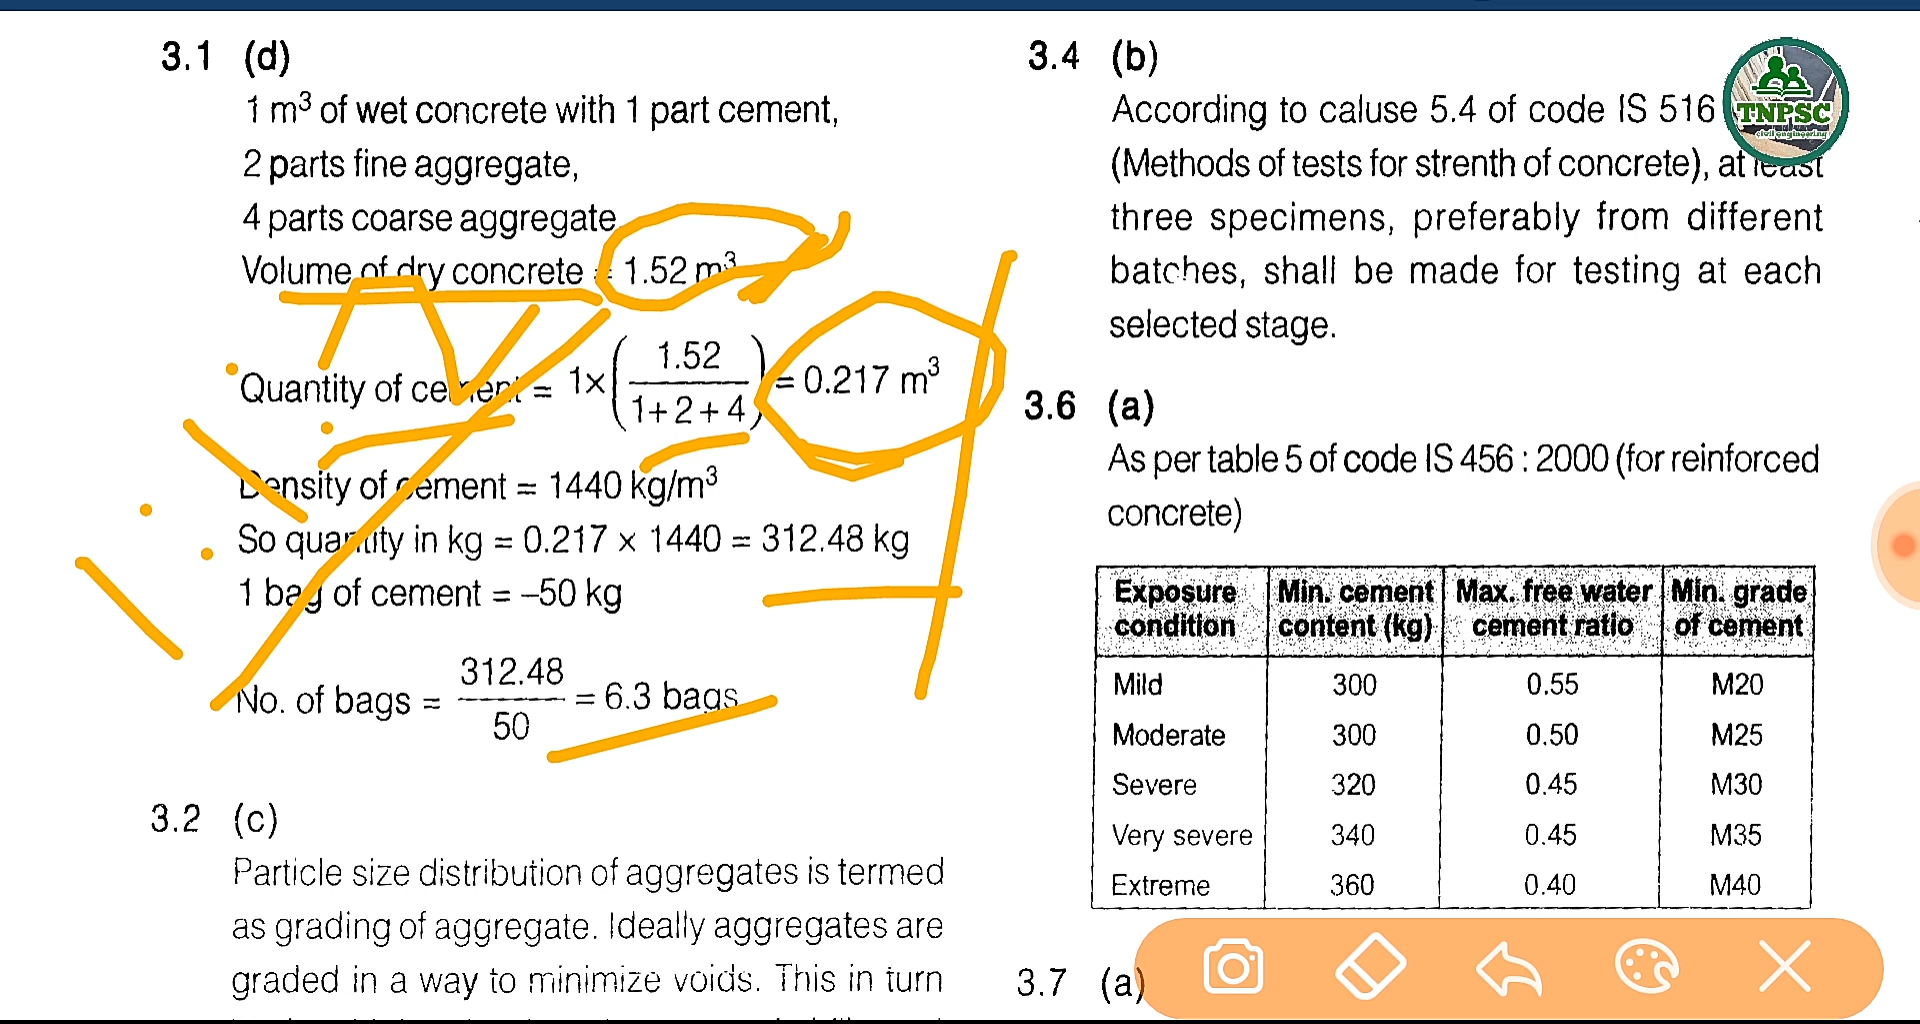 3.1 (d)
1 m³ of wet concrete with 1 part cement,
2 parts fine aggregate,
4 parts coarse aggregate
Volume of dry concrete = 1.52 m³
Quantity of cement = 1×(1.52/1+2+4) = 0.217 m³
Density of cement = 1440 kg/m³
So quantity in kg = 0.217 × 1440 = 312.48 kg
1 bag of cement = –50 kg
No. of bags = 312.48/50 = 6.3 bags
3.2 (c)
Particle size distribution of aggregates is termed
as grading of aggregate. Ideally aggregates are
graded in a way to minimize voids. This in turn
3.4 (b)
According to caluse 5.4 of code IS 516
(Methods of tests for strenth of concrete), at least
three specimens, preferably from different
batches, shall be made for testing at each
selected stage.
TNPSC
civil engineering
3.6 (a)
As per table 5 of code IS 456 : 2000 (for reinforced
concrete)
Exposure condition Min. cement content (kg) Max. free water cement ratio Min. grade of cement
Mild 300 0.55 M20
Moderate 300 0.50 M25
Severe 320 0.45 M30
Very severe 340 0.45 M35
Extreme 360 0.40 M40
3.7 (a)